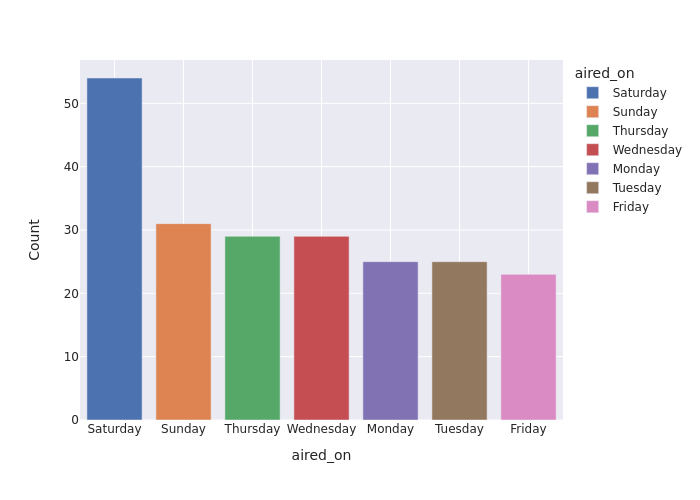 aired_on
Saturday
Sunday
Thursday
Wednesday
Monday
Tuesday
Friday
Count
50
40
30
20
10
0
Saturday Sunday Thursday Wednesday Monday Tuesday Friday
aired_on